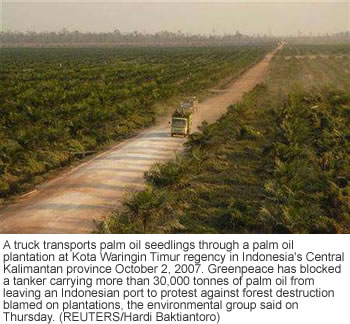 A truck transports palm oil seedlings through a palm oil
plantation at Kota Waringin Timur regency in Indonesia's Central
Kalimantan province October 2, 2007. Greenpeace has blocked
a tanker carrying more than 30,000 tonnes of palm oil from
leaving an Indonesian port to protest against forest destruction
blamed on plantations, the environmental group said on
Thursday. (REUTERS/Hardi Baktiantoro)